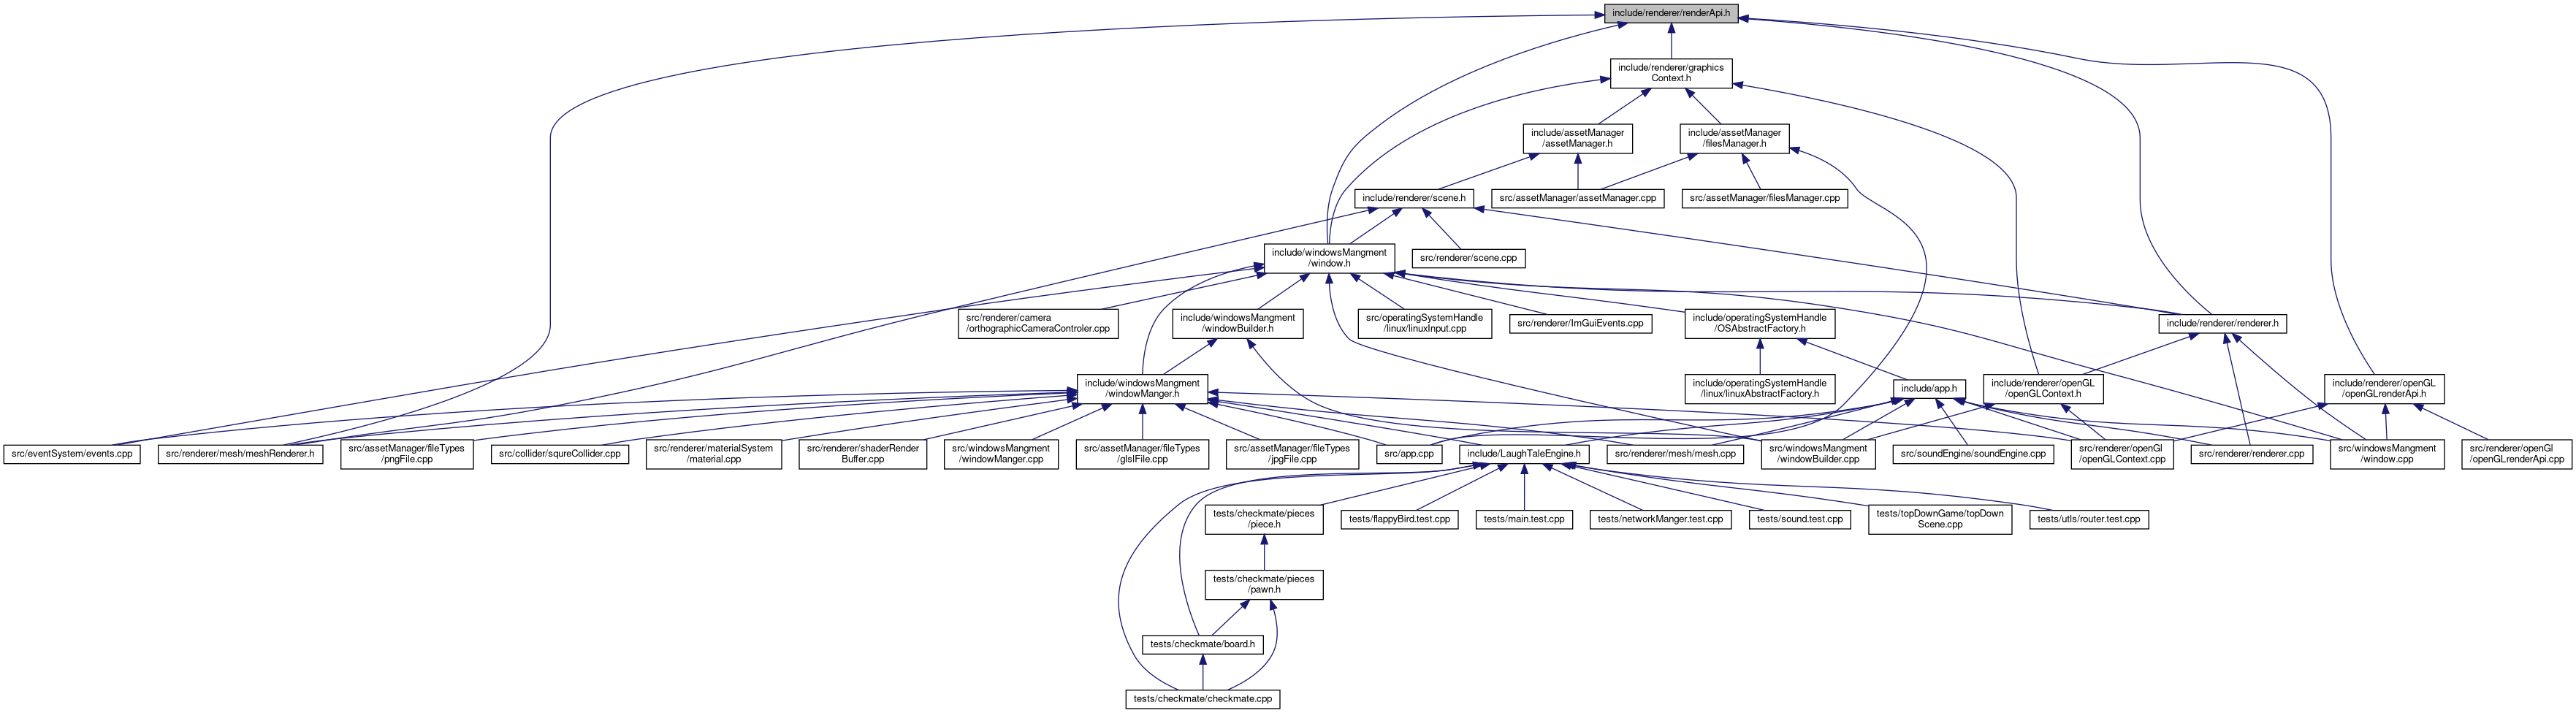 include/renderer/renderApi.h
include/renderer/graphics
Context.h
include/assetManager
/assetManager.h
include/assetManager
/filesManager.h
include/renderer/scene.h
src/assetManager/assetManager.cpp
src/assetManager/filesManager.cpp
include/windowsMangment
/window.h
src/renderer/scene.cpp
src/renderer/camera
/orthographicCameraControler.cpp
include/windowsMangment
/windowBuilder.h
src/operatingSystemHandle
/linux/linuxInput.cpp
src/renderer/ImGuiEvents.cpp
include/operatingSystemHandle
/OSAbstractFactory.h
include/renderer/renderer.h
include/windowsMangment
/windowManger.h
include/operatingSystemHandle
/linux/linuxAbstractFactory.h
include/app.h
include/renderer/openGL
/openGLContext.h
include/renderer/openGL
/openGLrenderApi.h
src/eventSystem/events.cpp
src/renderer/mesh/meshRenderer.h
src/assetManager/fileTypes
/pngFile.cpp
src/collider/squreCollider.cpp
src/renderer/materialSystem
/material.cpp
src/renderer/shaderRender
Buffer.cpp
src/windowsMangment
/windowManger.cpp
src/assetManager/fileTypes
/glslFile.cpp
src/assetManager/fileTypes
/jpgFile.cpp
src/app.cpp
include/LaughTaleEngine.h
src/renderer/mesh/mesh.cpp
src/windowsMangment
/windowBuilder.cpp
src/soundEngine/soundEngine.cpp
src/renderer/openGl
/openGLContext.cpp
src/renderer/renderer.cpp
src/windowsMangment
/window.cpp
src/renderer/openGl
/openGLrenderApi.cpp
tests/checkmate/pieces
/piece.h
tests/flappyBird.test.cpp
tests/main.test.cpp
tests/networkManger.test.cpp
tests/sound.test.cpp
tests/topDownGame/topDown
Scene.cpp
tests/utls/router.test.cpp
tests/checkmate/pieces
/pawn.h
tests/checkmate/board.h
tests/checkmate/checkmate.cpp